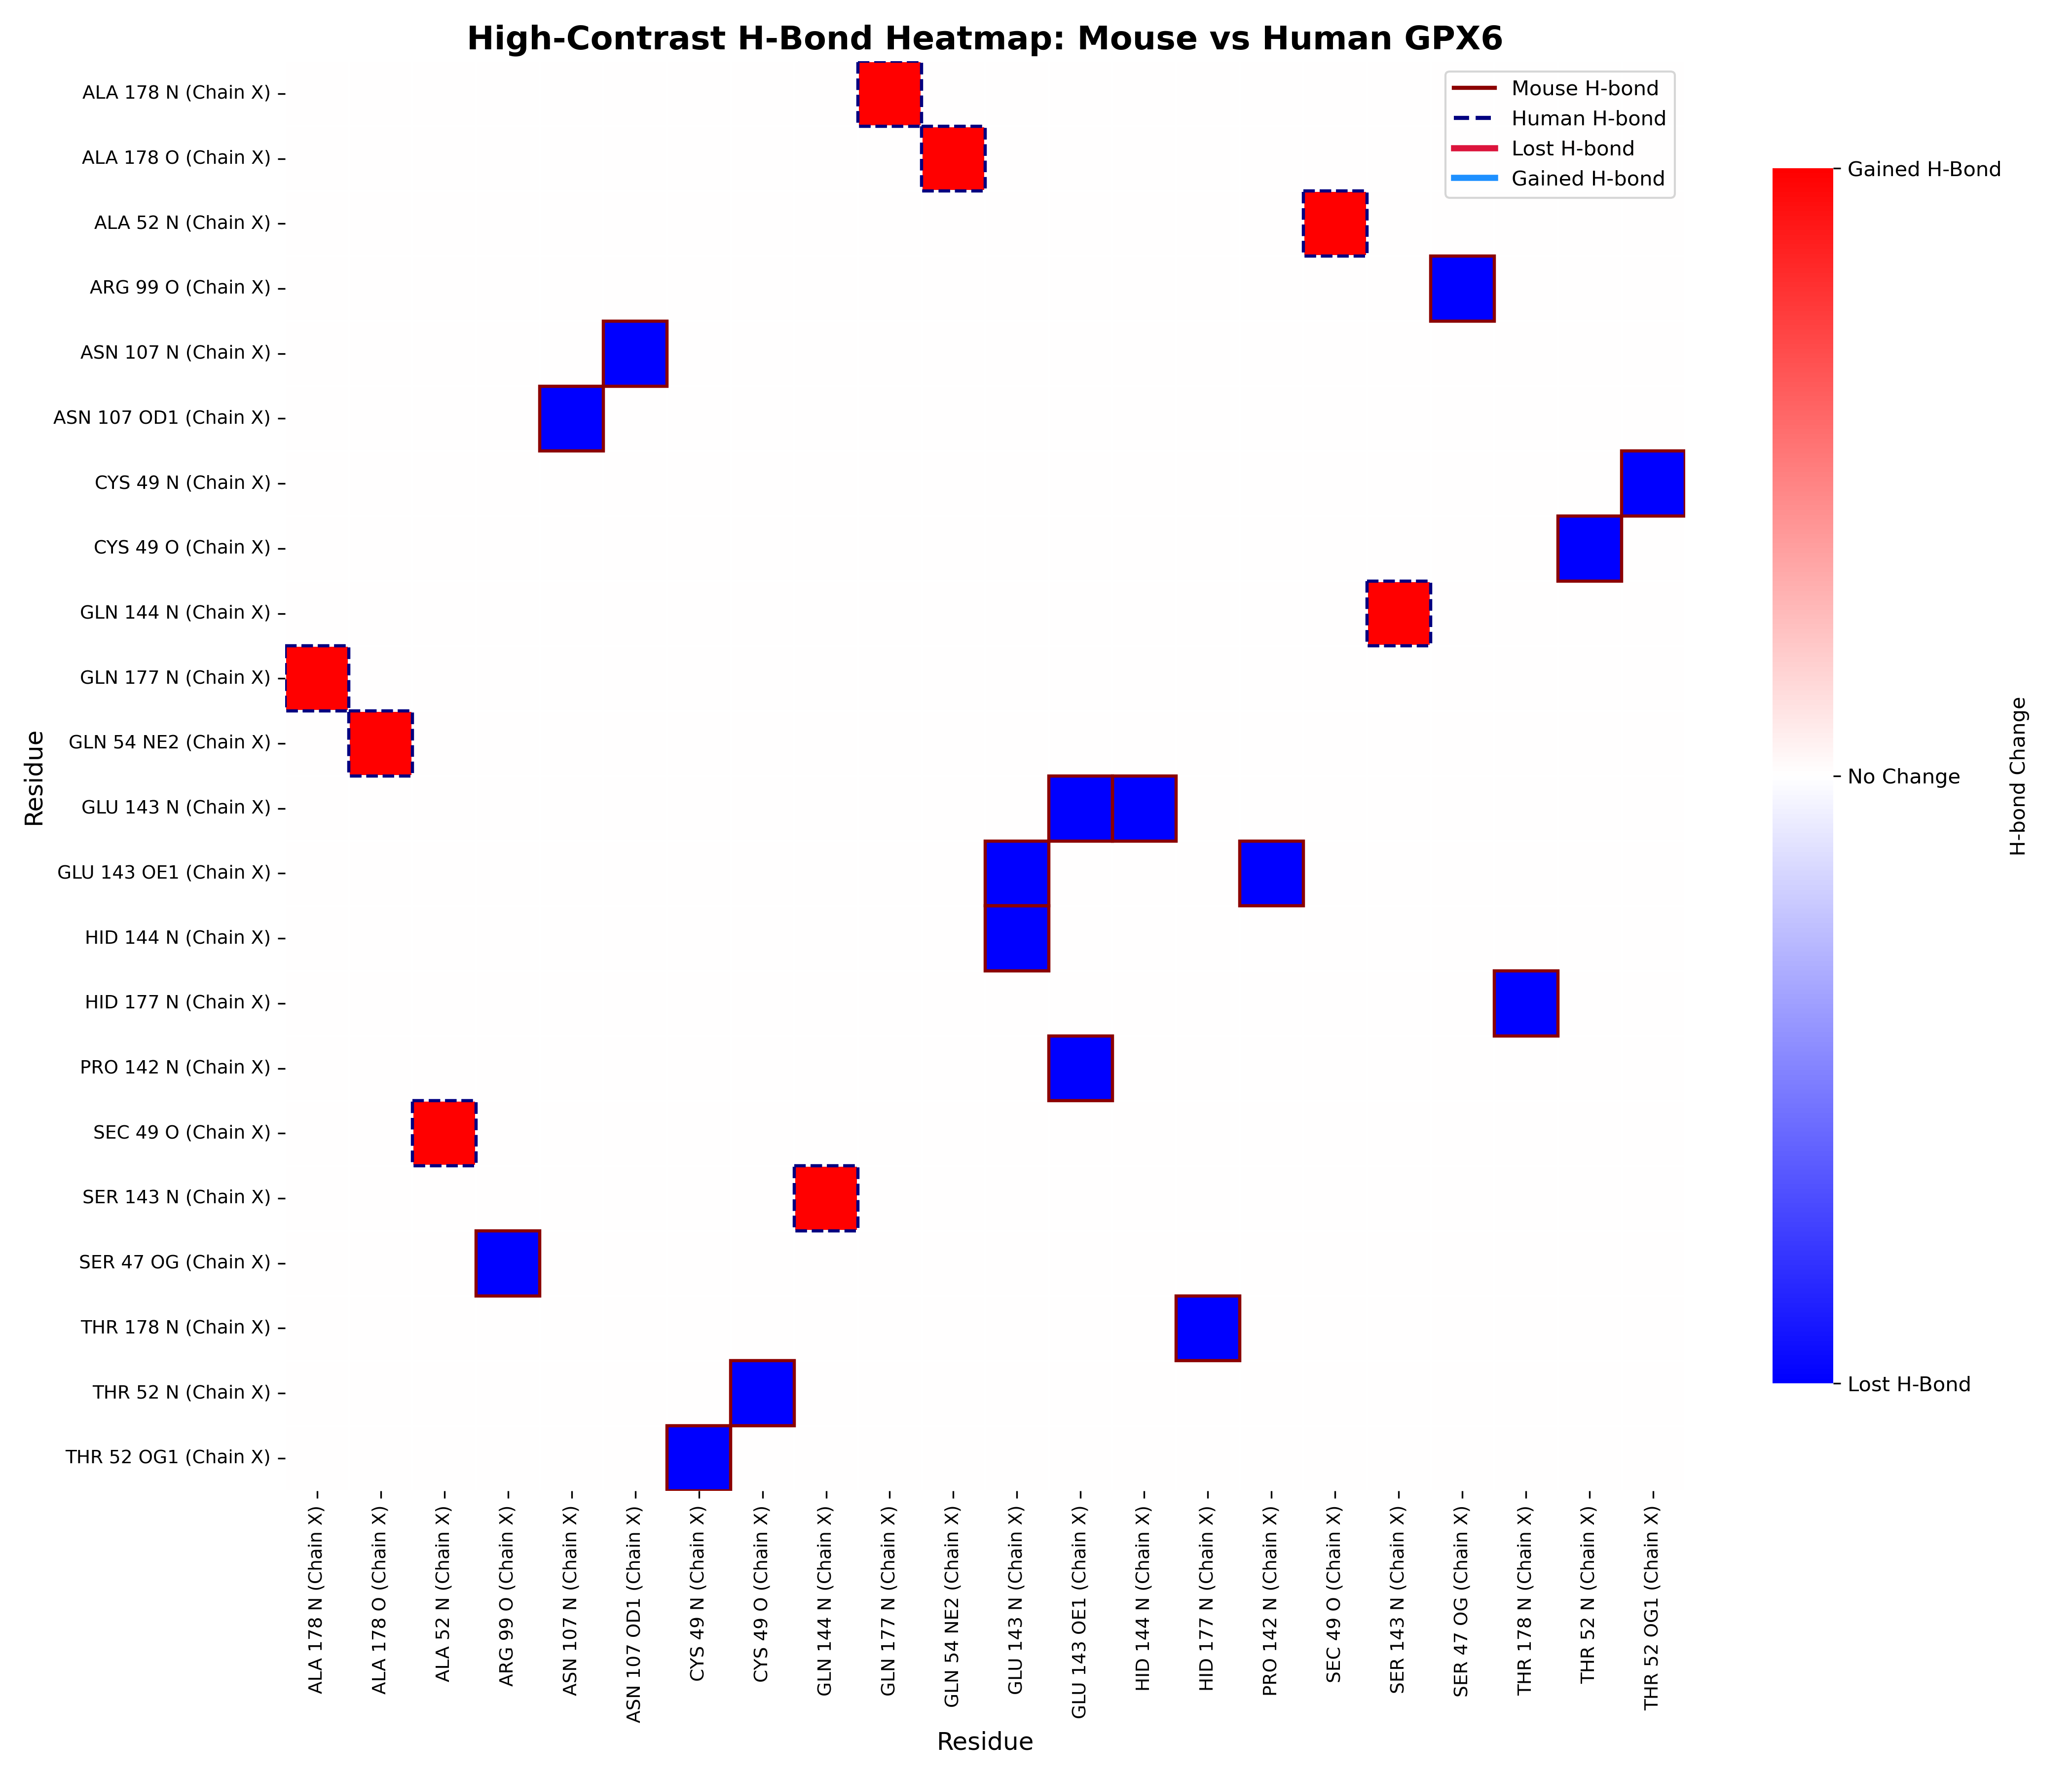 High-Contrast H-Bond Heatmap: Mouse vs Human GPX6
Mouse H-bond
Human H-bond
Lost H-bond
Gained H-bond
Residue
ALA 178 N (Chain X)
ALA 178 O (Chain X)
ALA 52 N (Chain X)
ARG 99 O (Chain X)
ASN 107 N (Chain X)
ASN 107 OD1 (Chain X)
CYS 49 N (Chain X)
CYS 49 O (Chain X)
GLN 144 N (Chain X)
GLN 177 N (Chain X)
GLN 54 NE2 (Chain X)
GLU 143 N (Chain X)
GLU 143 OE1 (Chain X)
HID 144 N (Chain X)
HID 177 N (Chain X)
PRO 142 N (Chain X)
SEC 49 O (Chain X)
SER 143 N (Chain X)
SER 47 OG (Chain X)
THR 178 N (Chain X)
THR 52 N (Chain X)
THR 52 OG1 (Chain X)
ALA 178 N (Chain X)
ALA 178 O (Chain X)
ALA 52 N (Chain X)
ARG 99 O (Chain X)
ASN 107 N (Chain X)
ASN 107 OD1 (Chain X)
CYS 49 N (Chain X)
CYS 49 O (Chain X)
GLN 144 N (Chain X)
GLN 177 N (Chain X)
GLN 54 NE2 (Chain X)
GLU 143 N (Chain X)
GLU 143 OE1 (Chain X)
HID 144 N (Chain X)
HID 177 N (Chain X)
PRO 142 N (Chain X)
SEC 49 O (Chain X)
SER 143 N (Chain X)
SER 47 OG (Chain X)
THR 178 N (Chain X)
THR 52 N (Chain X)
THR 52 OG1 (Chain X)
Residue
Gained H-Bond
No Change
Lost H-Bond
H-bond Change